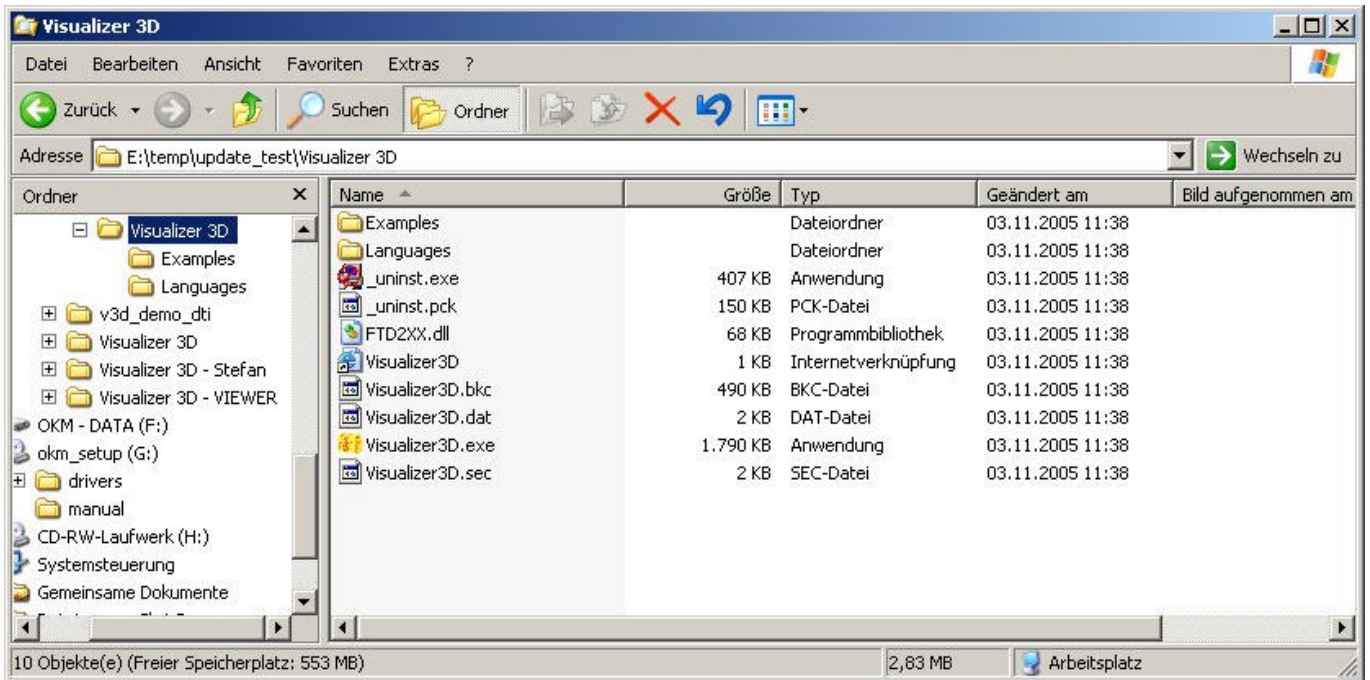 Visualizer 3D
Datei Bearbeiten Ansicht Favoriten Extras ?
Zurück Suchen Ordner
Adresse E:\temp\update_test\Visualizer 3D Wechseln zu
Ordner
Visualizer 3D
Examples
Languages
v3d_demo_dti
Visualizer 3D
Visualizer 3D - Stefan
Visualizer 3D - VIEWER
OKM - DATA (F:)
okm_setup (G:)
drivers
manual
CD-RW-Laufwerk (H:)
Systemsteuerung
Gemeinsame Dokumente
Name Größe Typ Geändert am Bild aufgenommen am
Examples Dateiordner 03.11.2005 11:38
Languages Dateiordner 03.11.2005 11:38
_uninst.exe 407 KB Anwendung 03.11.2005 11:38
_uninst.pck 150 KB PCK-Datei 03.11.2005 11:38
FTD2XX.dll 68 KB Programmbibliothek 03.11.2005 11:38
Visualizer3D 1 KB Internetverknüpfung 03.11.2005 11:38
Visualizer3D.bkc 490 KB BKC-Datei 03.11.2005 11:38
Visualizer3D.dat 2 KB DAT-Datei 03.11.2005 11:38
Visualizer3D.exe 1.790 KB Anwendung 03.11.2005 11:38
Visualizer3D.sec 2 KB SEC-Datei 03.11.2005 11:38
10 Objekte(e) (Freier Speicherplatz: 553 MB) 2,83 MB Arbeitsplatz